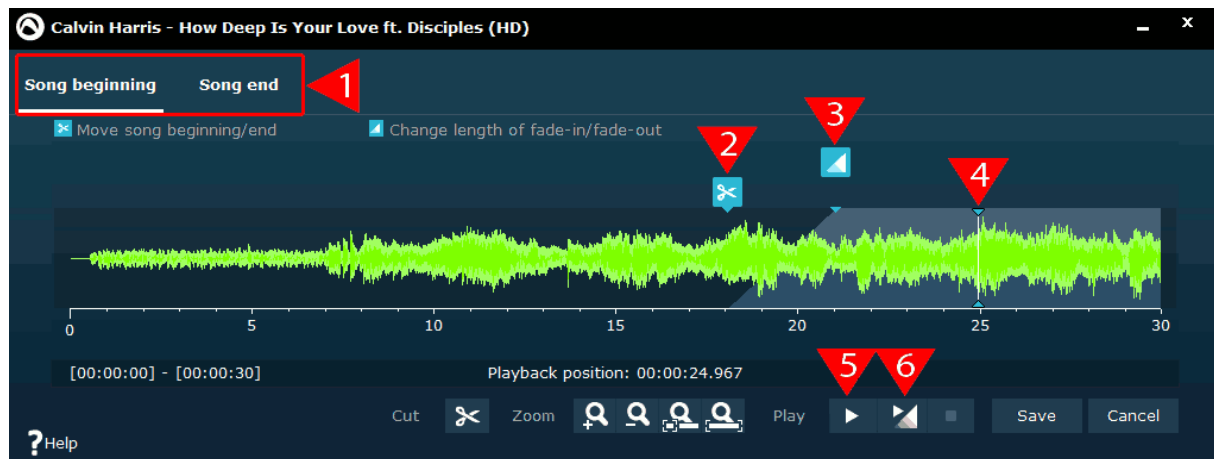 Calvin Harris - How Deep Is Your Love ft. Disciples (HD)
Song beginning Song end 1
Move song beginning/end Change length of fade-in/fade-out
2 3
4
0 5 10 15 20 25 30
[00:00:00] - [00:00:30] Playback position: 00:00:24.967 5 6
Cut Zoom Play Save Cancel
?Help